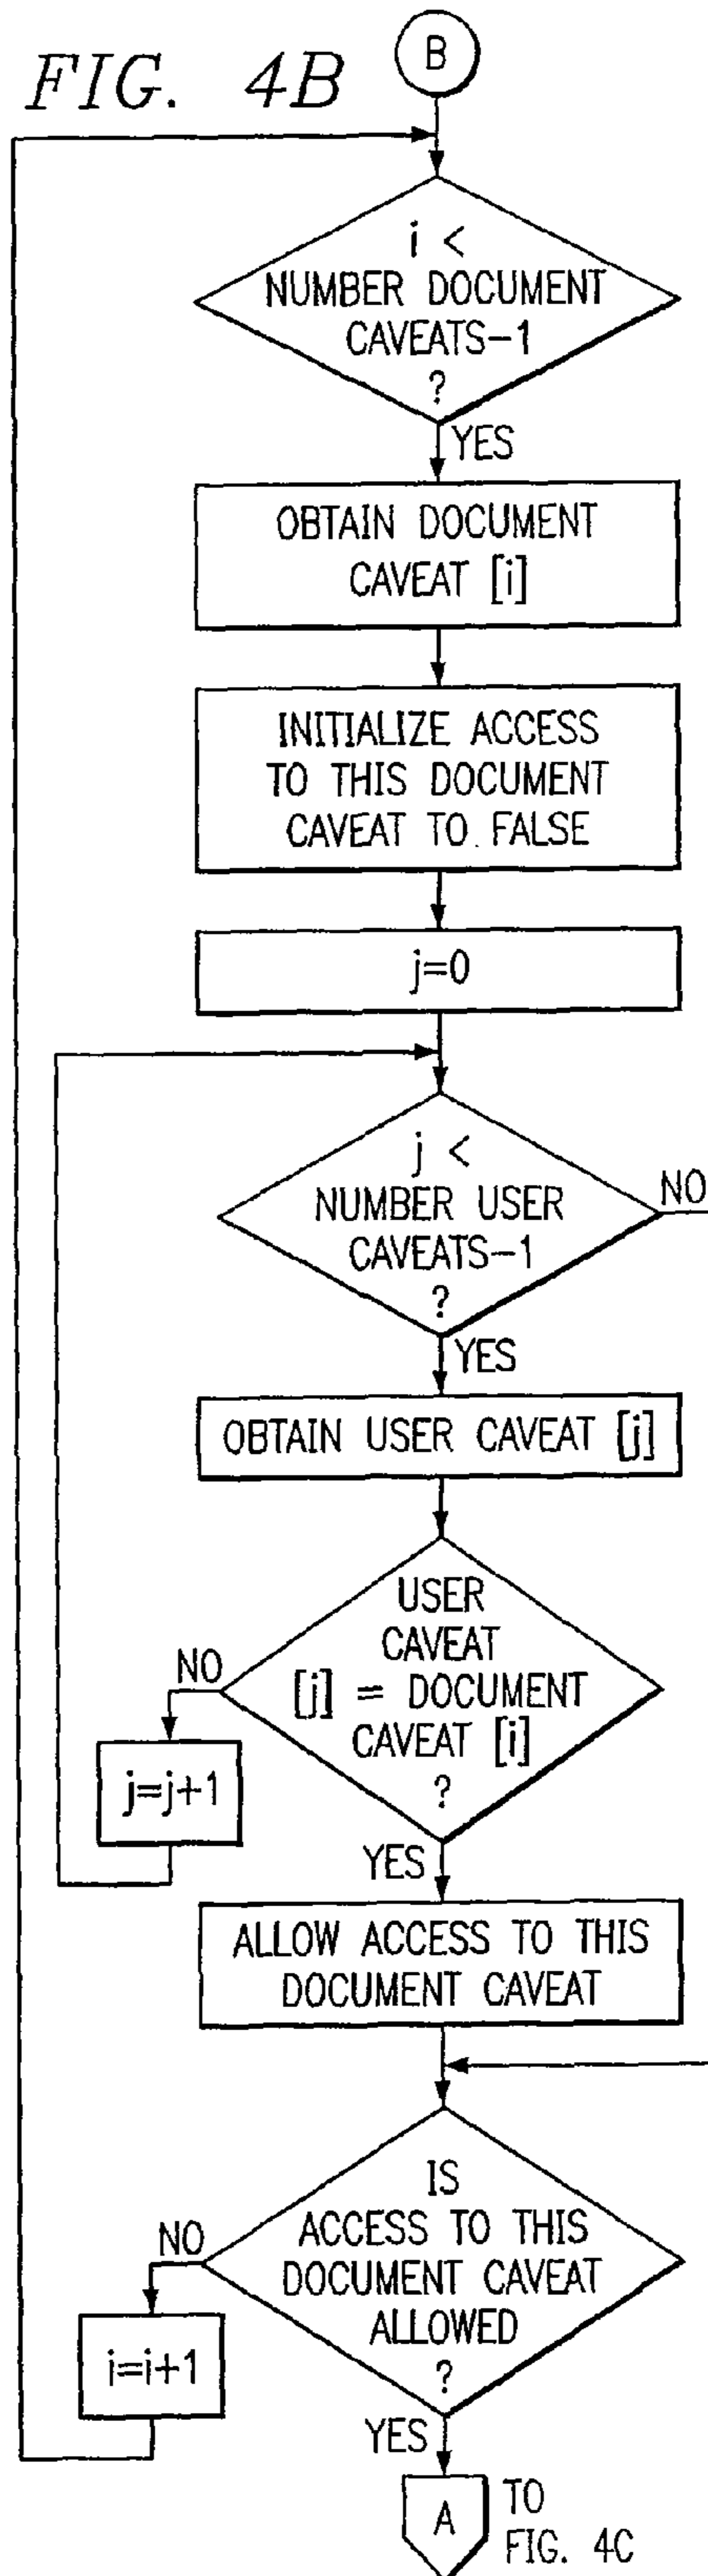 FIG. 4B
B
i <
NUMBER DOCUMENT
CAVEATS-1
?
YES
OBTAIN DOCUMENT
CAVEAT [i]
INITIALIZE ACCESS
TO THIS DOCUMENT
CAVEAT TO FALSE
j=0
j <
NUMBER USER
CAVEATS-1
?
NO
YES
OBTAIN USER CAVEAT [j]
USER
CAVEAT
[j] = DOCUMENT
CAVEAT [i]
?
NO
j=j+1
YES
ALLOW ACCESS TO THIS
DOCUMENT CAVEAT
IS
ACCESS TO THIS
DOCUMENT CAVEAT
ALLOWED
?
NO
i=i+1
YES
A
TO
FIG. 4C